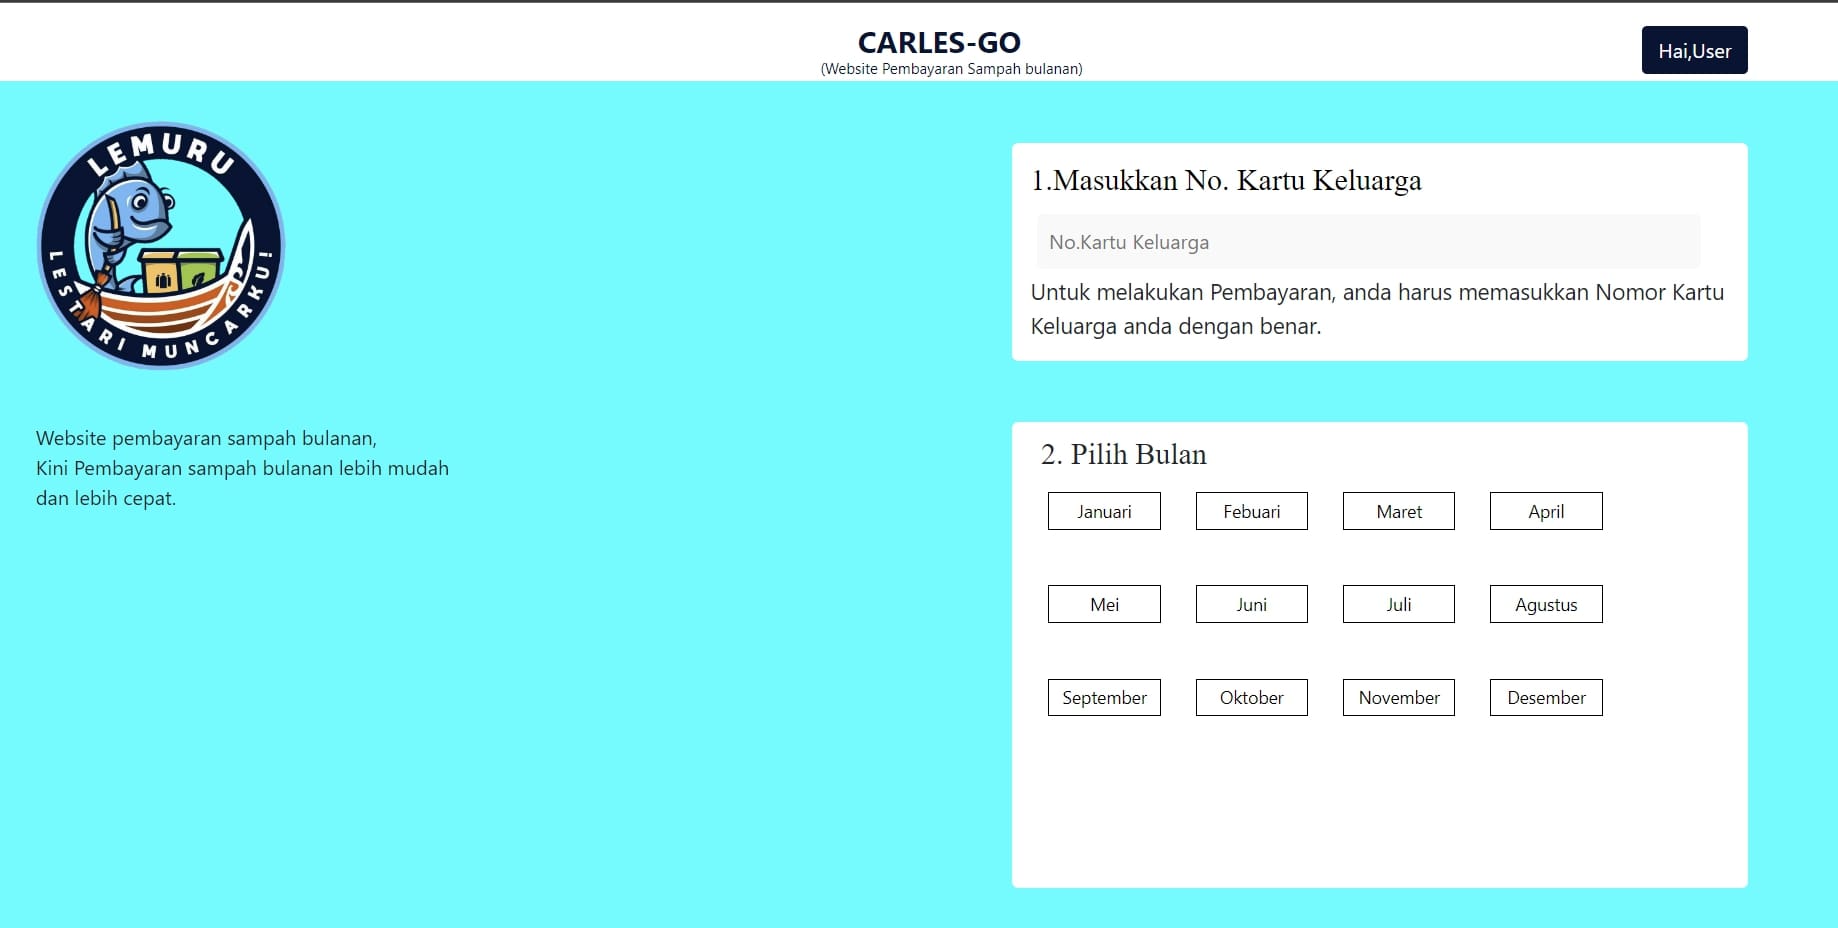 CARLES-GO
(Website Pembayaran Sampah bulanan)
Hai,User
LEMURU
LESTARI MUNCARKU!
Website pembayaran sampah bulanan,
Kini Pembayaran sampah bulanan lebih mudah
dan lebih cepat.
1.Masukkan No. Kartu Keluarga
No.Kartu Keluarga
Untuk melakukan Pembayaran, anda harus memasukkan Nomor Kartu
Keluarga anda dengan benar.
2. Pilih Bulan
Januari Febuari Maret April
Mei Juni Juli Agustus
September Oktober November Desember